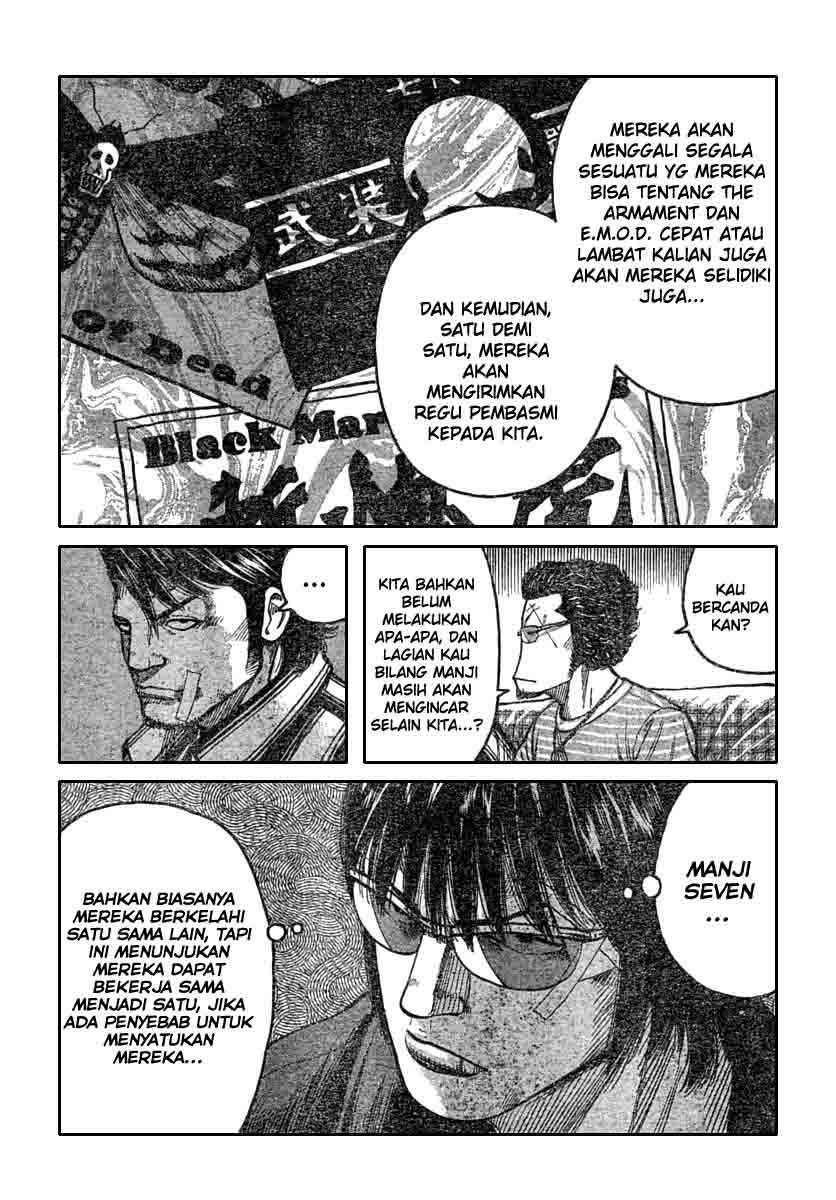 MEREKA AKAN
MENGGALI SEGALA
SESUATU YG MEREKA
BISA TENTANG THE
ARMAMENT DAN
E.M.O.D. CEPAT ATAU
LAMBAT KALIAN JUGA
AKAN MEREKA SELIDIKI
JUGA...
DAN KEMUDIAN,
SATU DEMI
SATU, MEREKA
AKAN
MENGIRIMKAN
REGU PEMBASMI
KEPADA KITA.
武装
Of Dead
Black Mar
KAU
BERCANDA
KAN?
KITA BAHKAN
BELUM
MELAKUKAN
APA-APA, DAN
LAGIAN KAU
BILANG MANJI
MASIH AKAN
MENGINCAR
SELAIN KITA...?
...
MANJI
SEVEN
...
BAHKAN BIASANYA
MEREKA BERKELAHI
SATU SAMA LAIN, TAPI
INI MENUNJUKAN
MEREKA DAPAT
BEKERJA SAMA
MENJADI SATU, JIKA
ADA PENYEBAB UNTUK
MENYATUKAN
MEREKA...